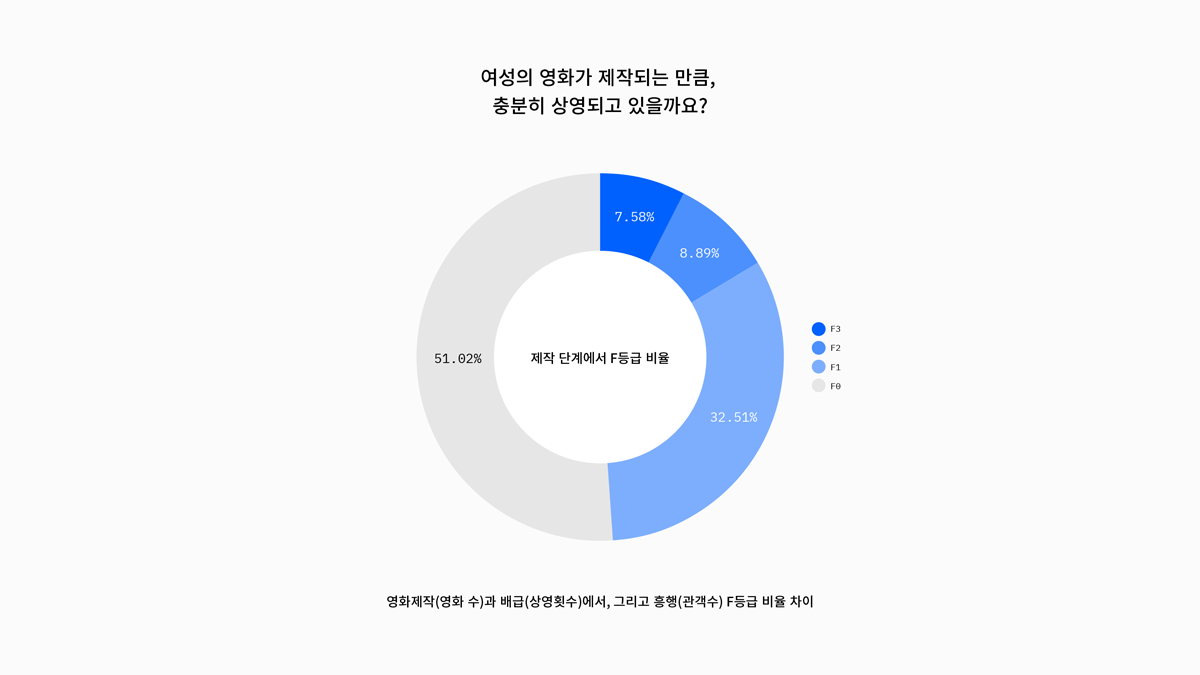 여성의 영화가 제작되는 만큼,
충분히 상영되고 있을까요?
7.58%
8.89%
51.02%
제작 단계에서 F등급 비율
32.51%
F3
F2
F1
F0
영화제작(영화 수)과 배급(상영횟수)에서, 그리고 흥행(관객수) F등급 비율 차이